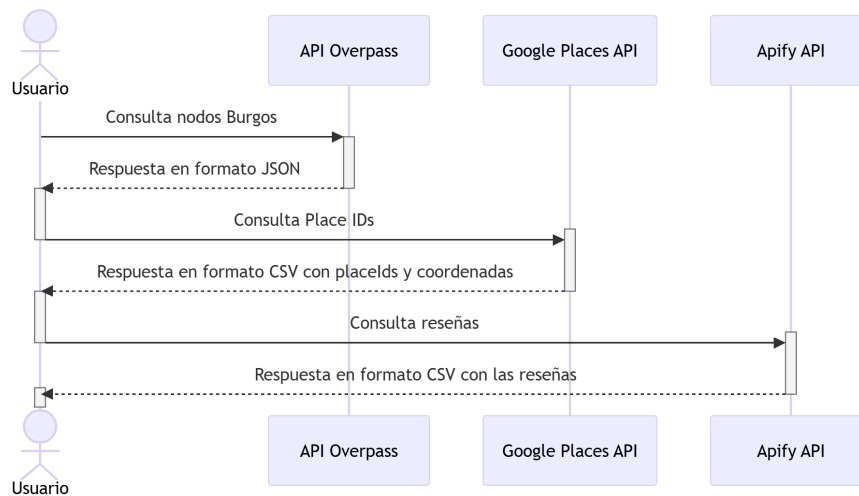 Usuario
API Overpass
Google Places API
Apify API
Consulta nodos Burgos
Respuesta en formato JSON
Consulta Place IDs
Respuesta en formato CSV con placeIds y coordenadas
Consulta reseñas
Respuesta en formato CSV con las reseñas
API Overpass
Google Places API
Apify API
Usuario